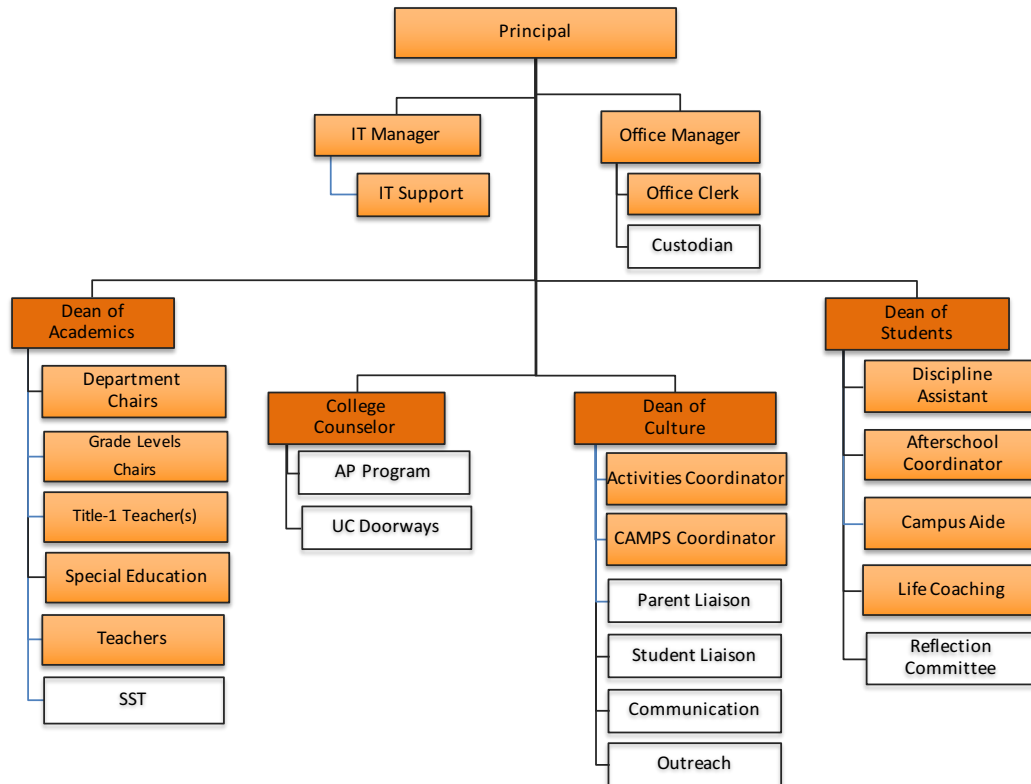 Principal
IT Manager
Office Manager
IT Support
Office Clerk
Custodian
Dean of
Academics
Department
Chairs
Grade Levels
Chairs
Title-1 Teacher(s)
Special Education
Teachers
SST
College
Counselor
AP Program
UC Doorways
Dean of
Culture
Activities Coordinator
CAMPS Coordinator
Parent Liaison
Student Liaison
Communication
Outreach
Dean of
Students
Discipline
Assistant
Afterschool
Coordinator
Campus Aide
Life Coaching
Reflection
Committee